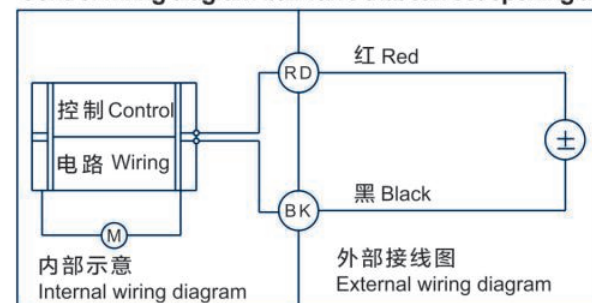 控制 Control
电路 Wiring
M
内部示意
Internal wiring diagram
RD
BK
红 Red
黑 Black
±
外部接线图
External wiring diagram